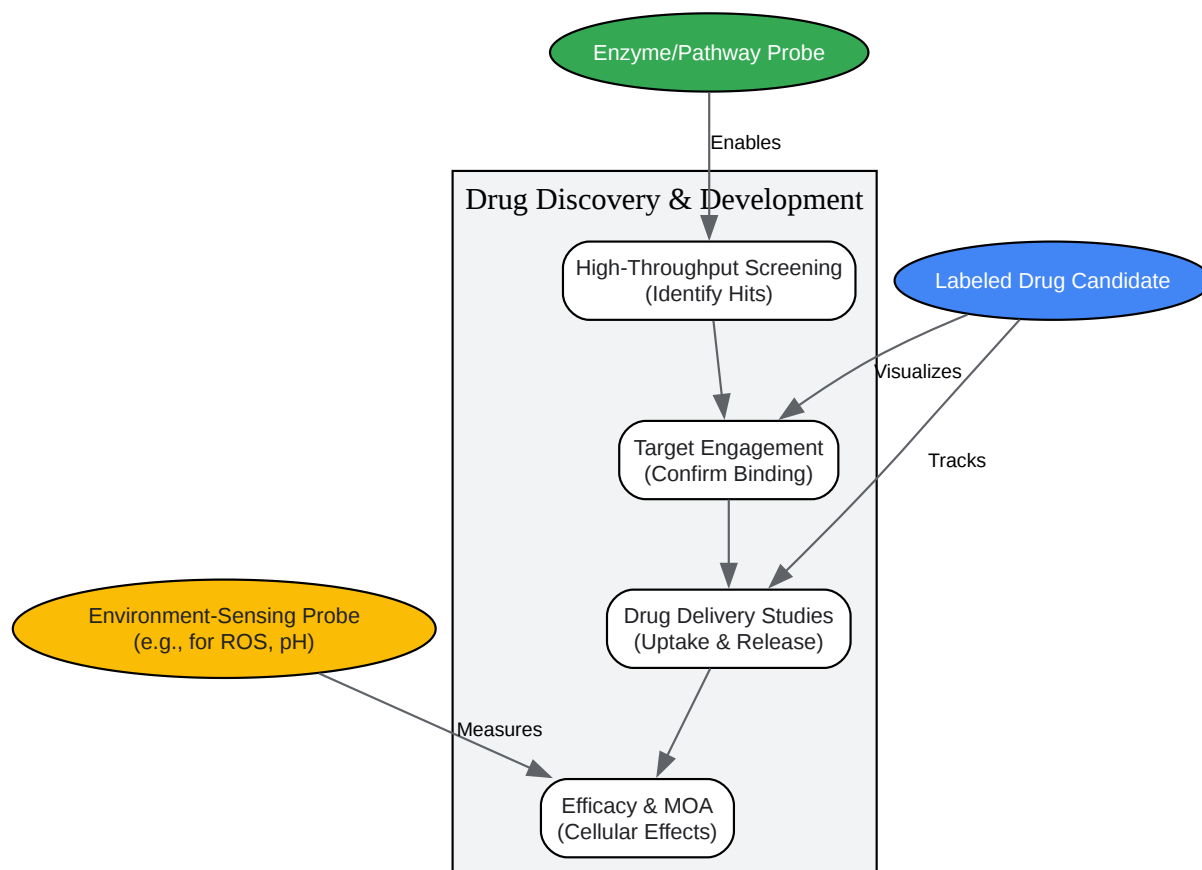 Enzyme/Pathway Probe
Enables
Drug Discovery & Development
High-Throughput Screening
(Identify Hits)
Labeled Drug Candidate
Visualizes
Target Engagement
(Confirm Binding)
Tracks
Drug Delivery Studies
(Uptake & Release)
Environment-Sensing Probe
(e.g., for ROS, pH)
Measures
Efficacy & MOA
(Cellular Effects)